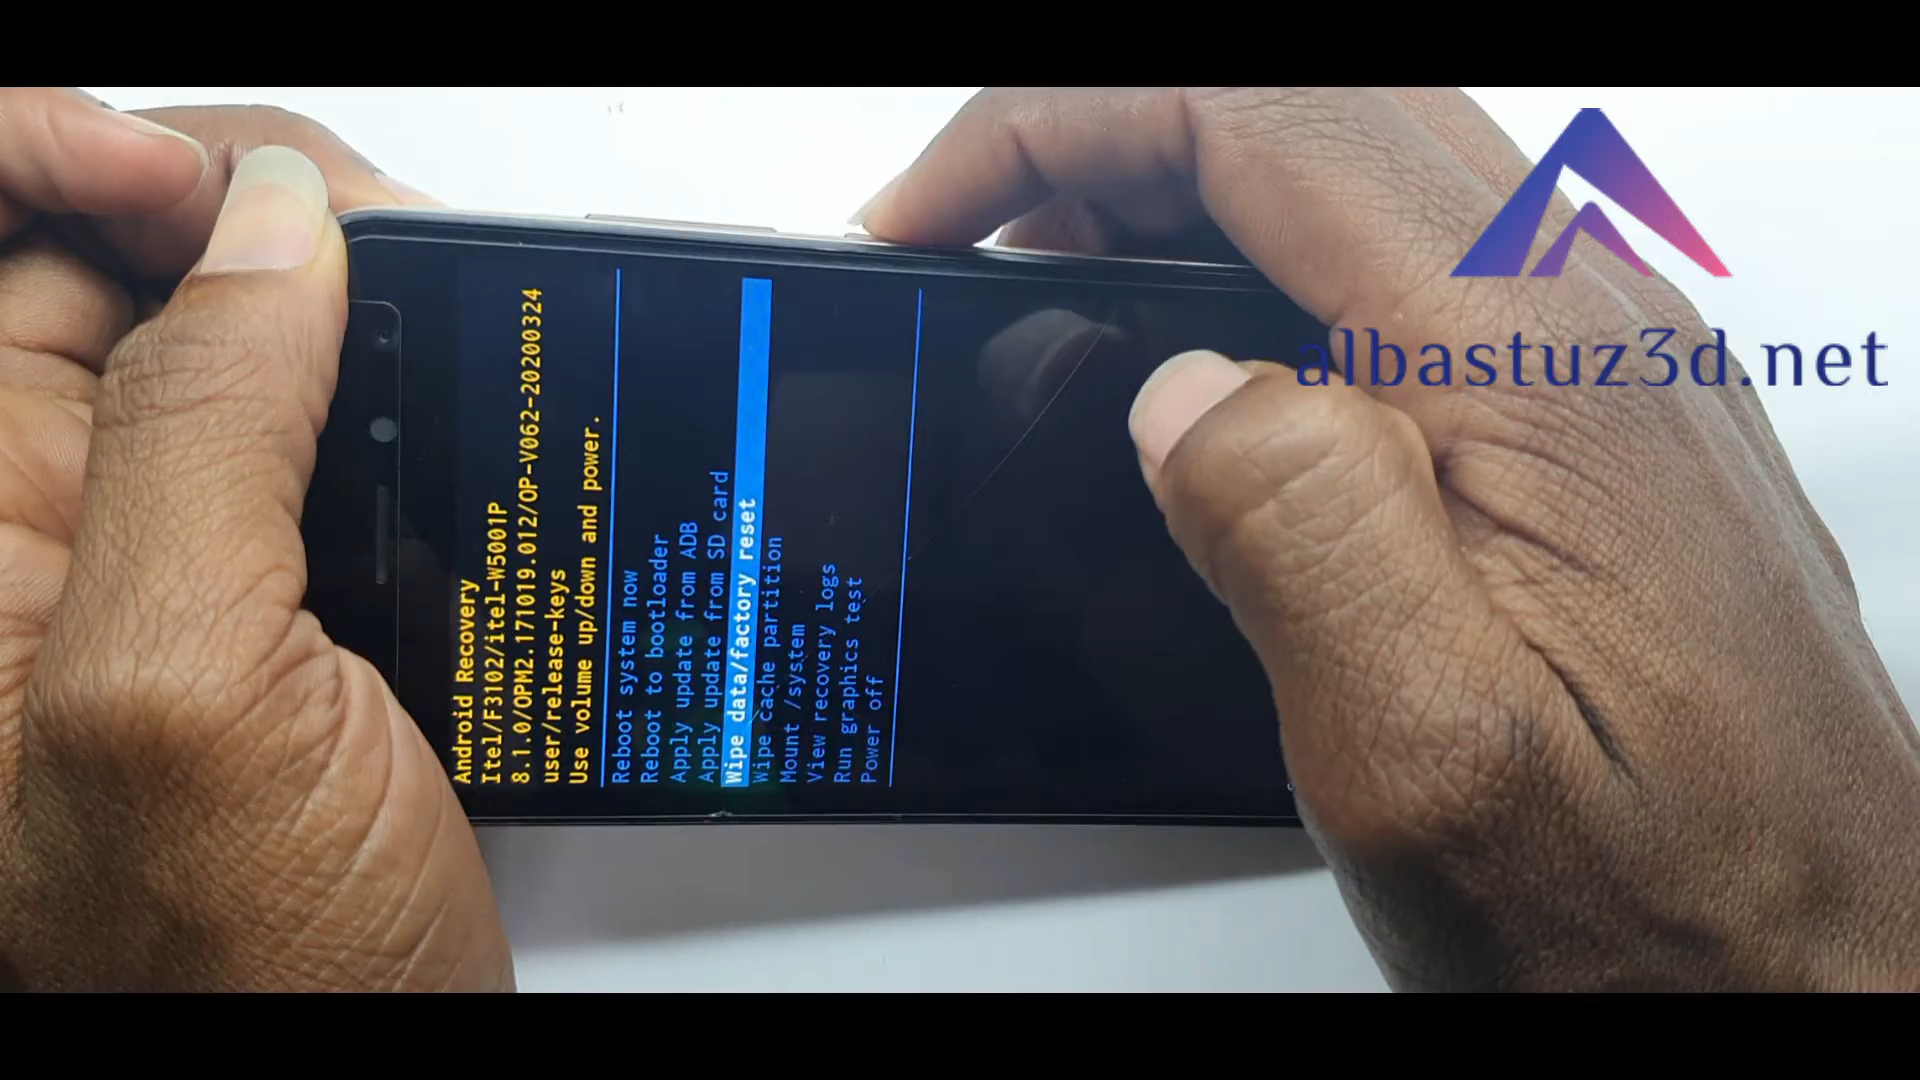 Android Recovery
Itel/F3102/itel-W5001P
8.1.0/OPM2.171019.012/OP-V062-20200324
user/release-keys
Use volume up/down and power.
Reboot system now
Reboot to bootloader
Apply update from ADB
Apply update from SD card
Wipe data/factory reset
Wipe cache partition
Mount /system
View recovery logs
Run graphics test
Power off
albastuz3d.net